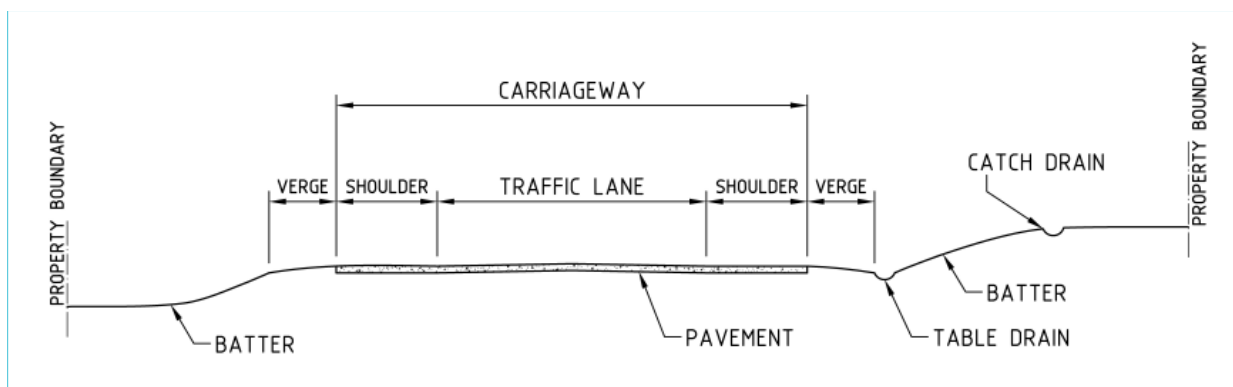 CARRIAGEWAY
CATCH DRAIN
PROPERTY BOUNDARY
PROPERTY BOUNDARY
VERGE
SHOULDER
TRAFFIC LANE
SHOULDER
VERGE
BATTER
BATTER
PAVEMENT
TABLE DRAIN